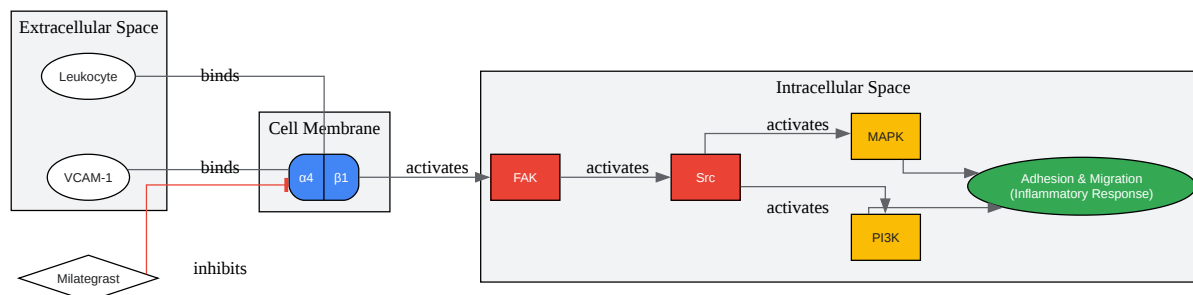 Extracellular Space
Leukocyte
binds
VCAM-1
binds
Milategrast
inhibits
Cell Membrane
α4
β1
activates
Intracellular Space
FAK
activates
Src
activates
MAPK
activates
PI3K
Adhesion & Migration
(Inflammatory Response)